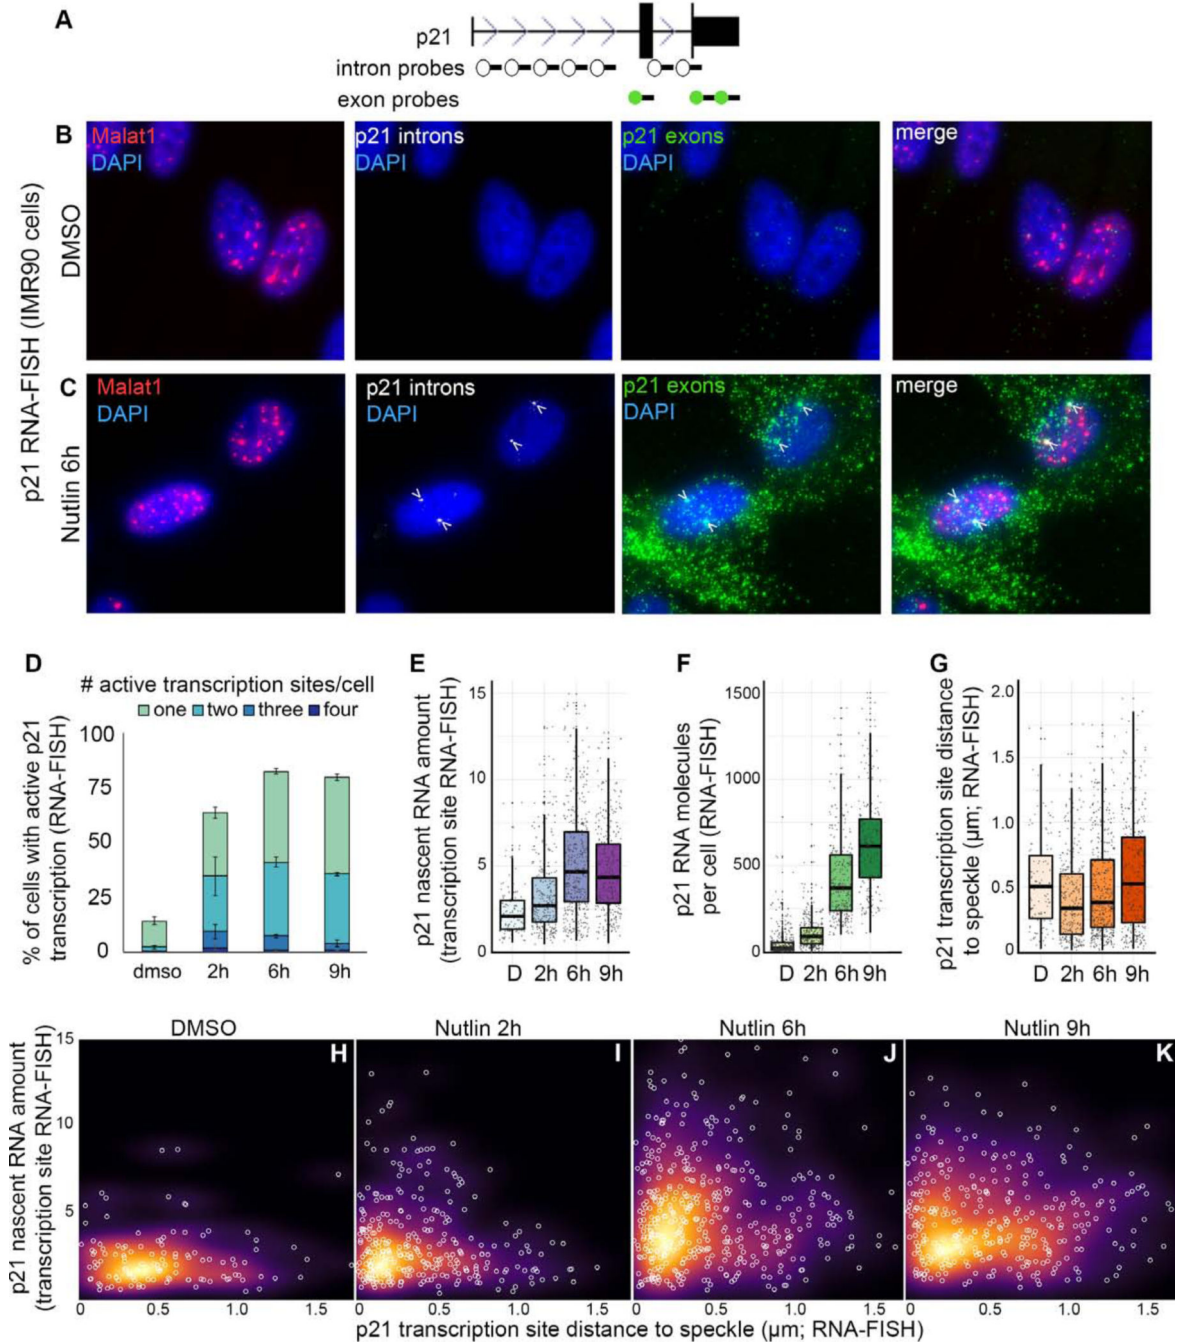 A
p21
intron probes
exon probes
p21 RNA-FISH (IMR90 cells)
B
DMSO
Malat1
DAPI
p21 introns
DAPI
p21 exons
DAPI
merge
C
Nutlin 6h
Malat1
DAPI
p21 introns
DAPI
p21 exons
DAPI
merge
D
# active transcription sites/cell
one two three four
% of cells with active p21
transcription (RNA-FISH)
100
75
50
25
0
dmso 2h 6h 9h
E
p21 nascent RNA amount
(transcription site RNA-FISH)
15
10
5
0
D 2h 6h 9h
F
p21 RNA molecules
per cell (RNA-FISH)
1500
1000
500
0
D 2h 6h 9h
G
p21 transcription site distance
to speckle (µm; RNA-FISH)
2.0
1.5
1.0
0.5
0
D 2h 6h 9h
DMSO Nutlin 2h Nutlin 6h Nutlin 9h
p21 nascent RNA amount
(transcription site RNA-FISH)
15
10
5
H I J K
0 0.5 1.0 1.5 0 0.5 1.0 1.5 0 0.5 1.0 1.5 0 0.5 1.0 1.5
p21 transcription site distance to speckle (µm; RNA-FISH)